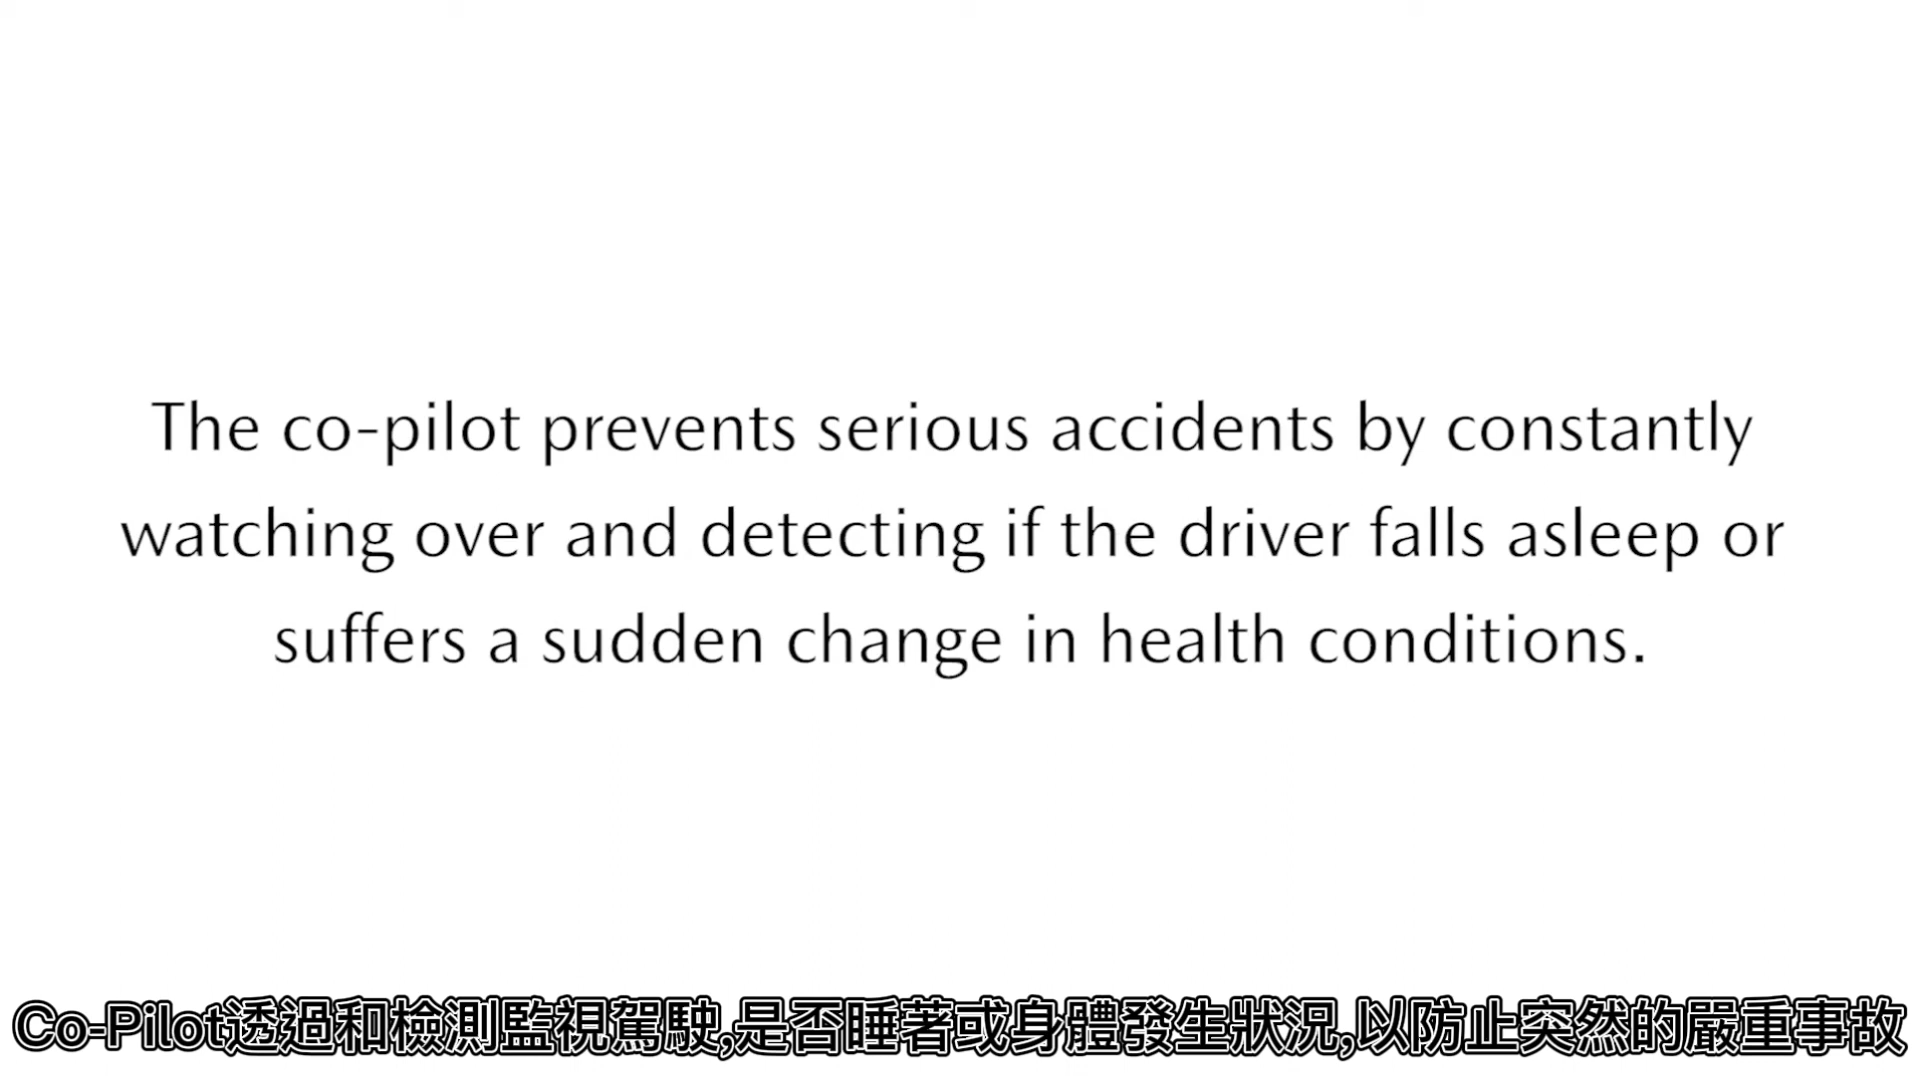 The co-pilot prevents serious accidents by constantly
watching over and detecting if the driver falls asleep or
suffers a sudden change in health conditions.
Co-Pilot透過和檢測監視駕駛,是否睡著或身體發生狀況,以防止突然的嚴重事故